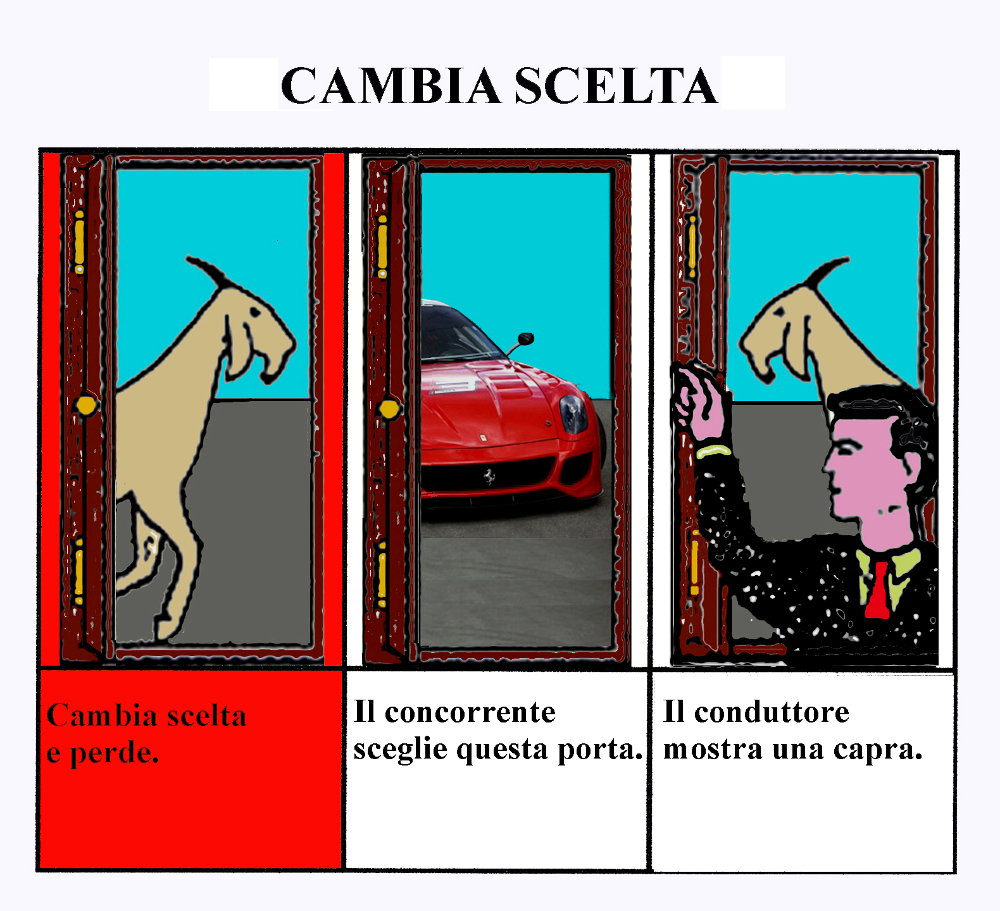 CAMBIA SCELTA
Cambia scelta
e perde.
Il concorrente
sceglie questa porta.
Il conduttore
mostra una capra.